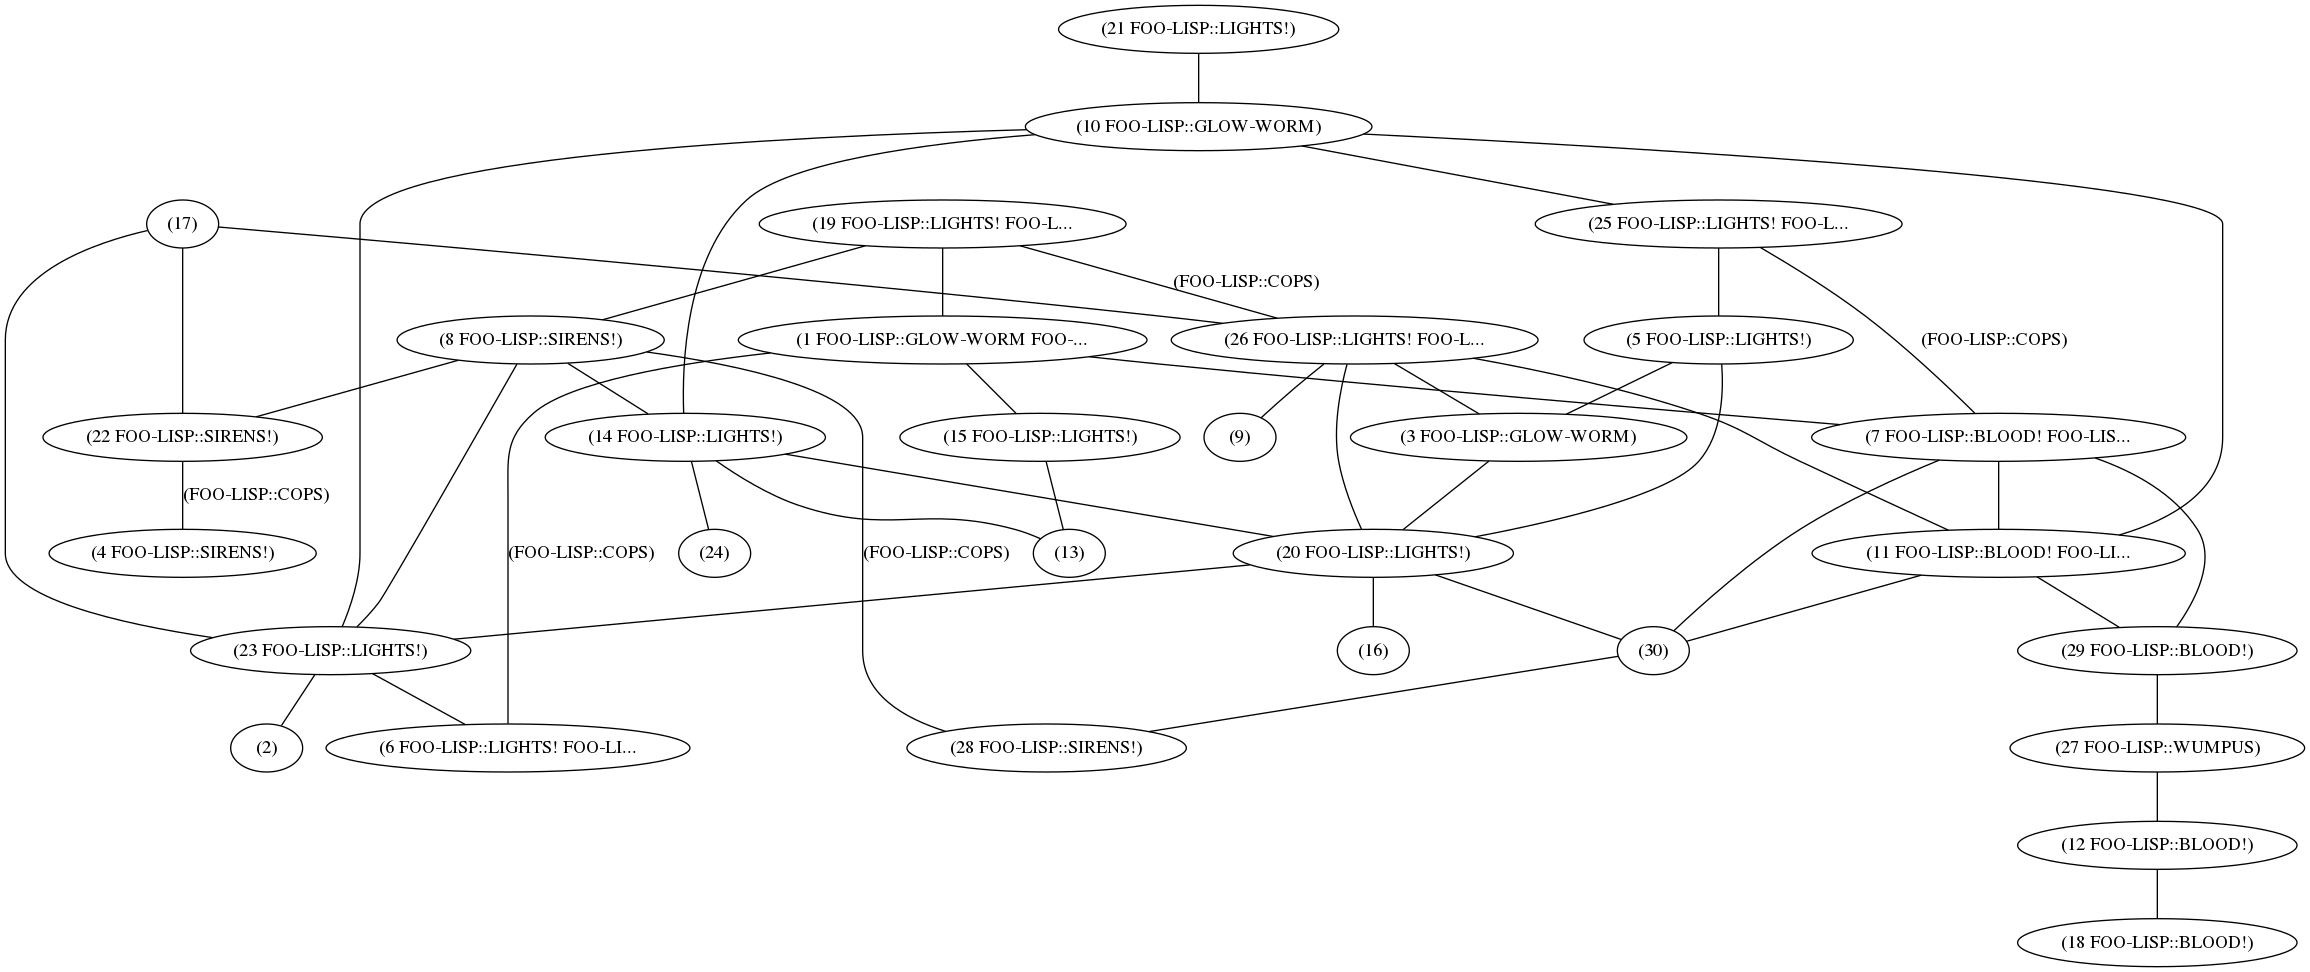 (21 FOO-LISP::LIGHTS!)
(10 FOO-LISP::GLOW-WORM)
(17)
(19 FOO-LISP::LIGHTS! FOO-L...
(25 FOO-LISP::LIGHTS! FOO-L...
(FOO-LISP::COPS)
(8 FOO-LISP::SIRENS!)
(1 FOO-LISP::GLOW-WORM FOO-...
(26 FOO-LISP::LIGHTS! FOO-L...
(5 FOO-LISP::LIGHTS!)
(FOO-LISP::COPS)
(22 FOO-LISP::SIRENS!)
(14 FOO-LISP::LIGHTS!)
(15 FOO-LISP::LIGHTS!)
(9)
(3 FOO-LISP::GLOW-WORM)
(7 FOO-LISP::BLOOD! FOO-LIS...
(FOO-LISP::COPS)
(4 FOO-LISP::SIRENS!)
(FOO-LISP::COPS)
(24)
(FOO-LISP::COPS)
(13)
(20 FOO-LISP::LIGHTS!)
(11 FOO-LISP::BLOOD! FOO-LI...
(23 FOO-LISP::LIGHTS!)
(16)
(30)
(29 FOO-LISP::BLOOD!)
(2)
(6 FOO-LISP::LIGHTS! FOO-LI...
(28 FOO-LISP::SIRENS!)
(27 FOO-LISP::WUMPUS)
(12 FOO-LISP::BLOOD!)
(18 FOO-LISP::BLOOD!)